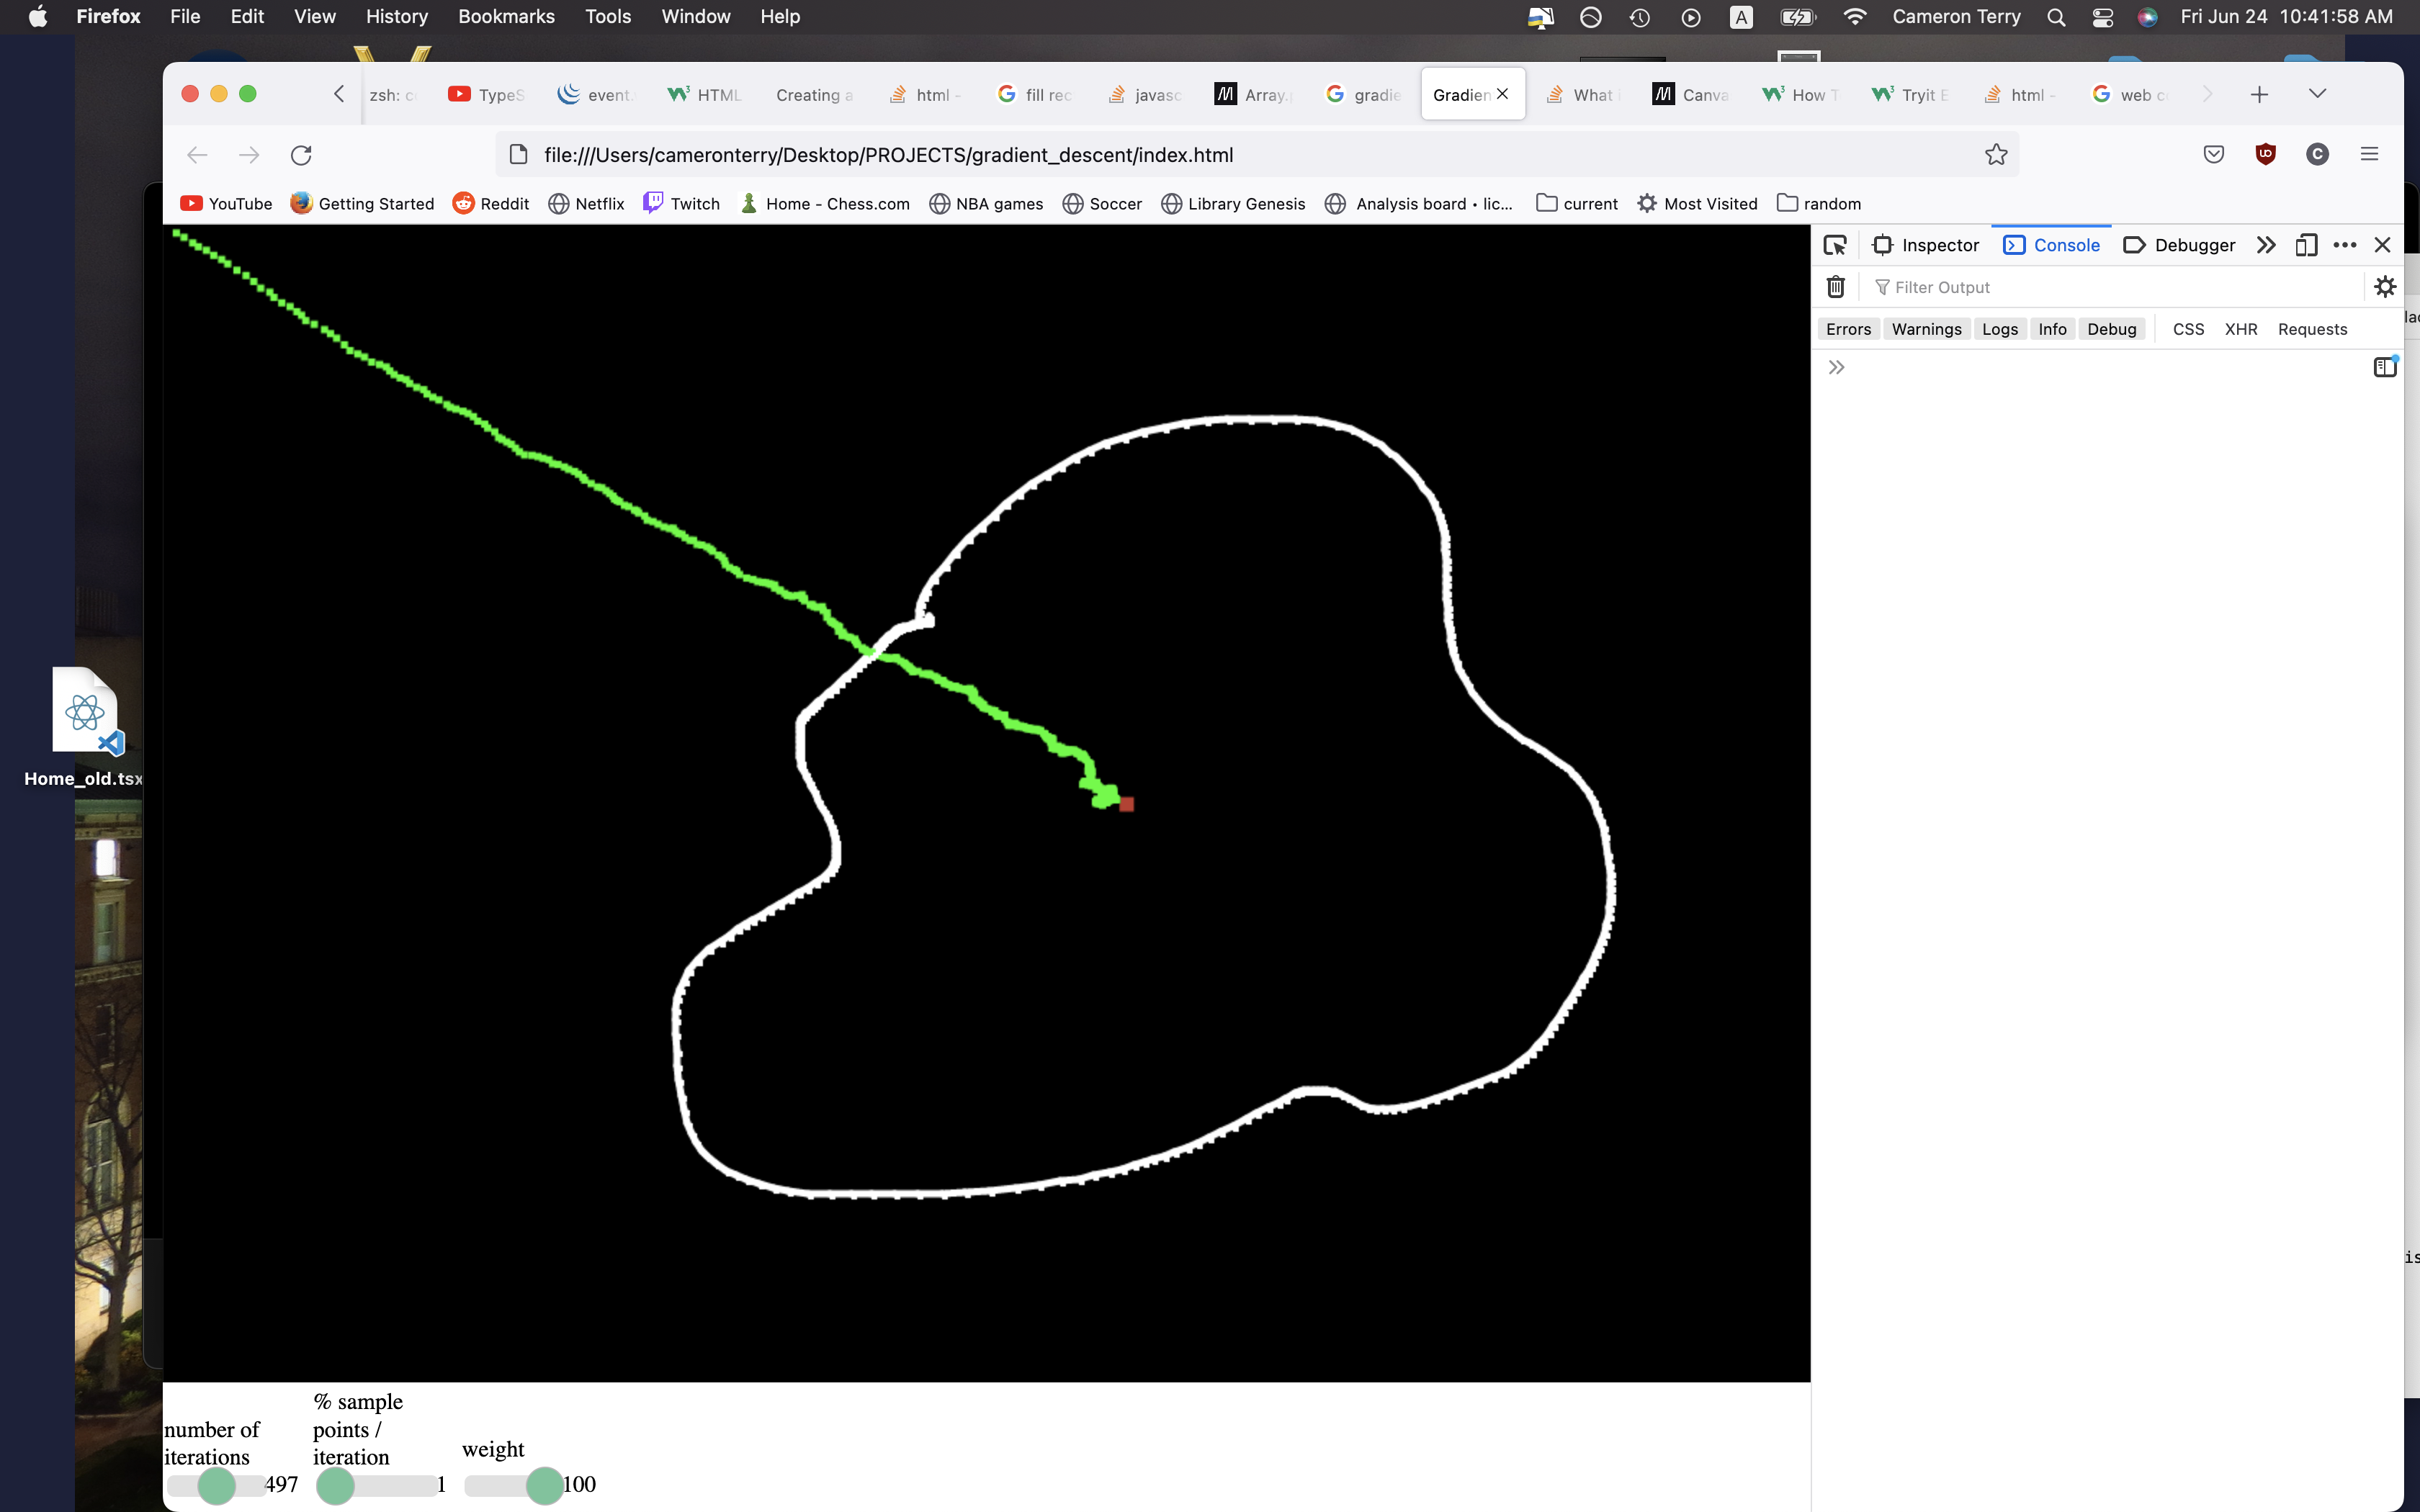 Firefox File Edit View History Bookmarks Tools Window Help A Cameron Terry Fri Jun 24 10:41:58 AM
zsh: c TypeS event. HTML Creating a html - fill rec javasc Array. gradie Gradien What Canva How T Tryit E html - web c
file:///Users/cameronterry/Desktop/PROJECTS/gradient_descent/index.html C
YouTube Getting Started Reddit Netflix Twitch Home - Chess.com NBA games Soccer Library Genesis Analysis board • lic... current Most Visited random
Inspector Console Debugger
Filter Output
Errors Warnings Logs Info Debug CSS XHR Requests
Home_old.tsx
number of
iterations
497
% sample
points /
iteration
1
weight
100